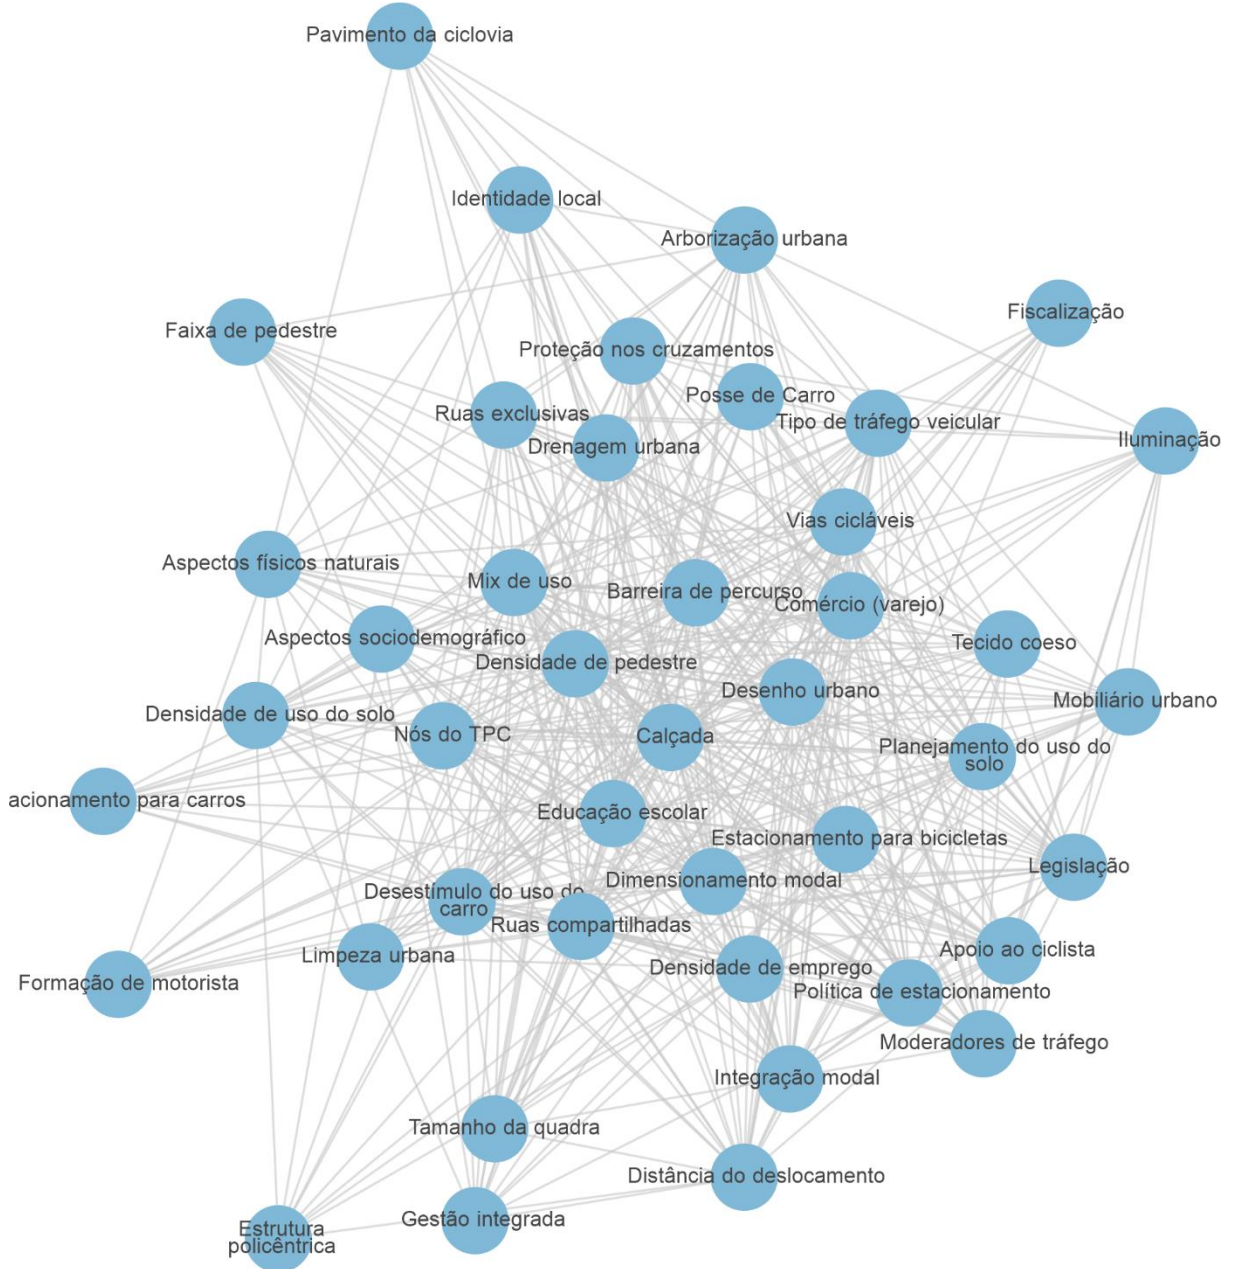 Pavimento da ciclovia
Identidade local
Arborização urbana
Fiscalização
Faixa de pedestre
Proteção nos cruzamentos
Posse de Carro
Ruas exclusivas
Tipo de tráfego veicular
Iluminação
Drenagem urbana
Vias cicláveis
Aspectos físicos naturais
Mix de uso
Barreira de percurso
Comércio (varejo)
Aspectos sociodemográfico
Tecido coeso
Densidade de pedestre
Desenho urbano
Mobiliário urbano
Densidade de uso do solo
Nós do TPC
Calçada
Planejamento do uso do
solo
acionamento para carros
Educação escolar
Estacionamento para bicicletas
Legislação
Dimensionamento modal
Desestímulo do uso do
carro
Ruas compartilhadas
Limpeza urbana
Apoio ao ciclista
Densidade de emprego
Formação de motorista
Política de estacionamento
Moderadores de tráfego
Integração modal
Tamanho da quadra
Distância do deslocamento
Gestão integrada
Estrutura
policêntrica